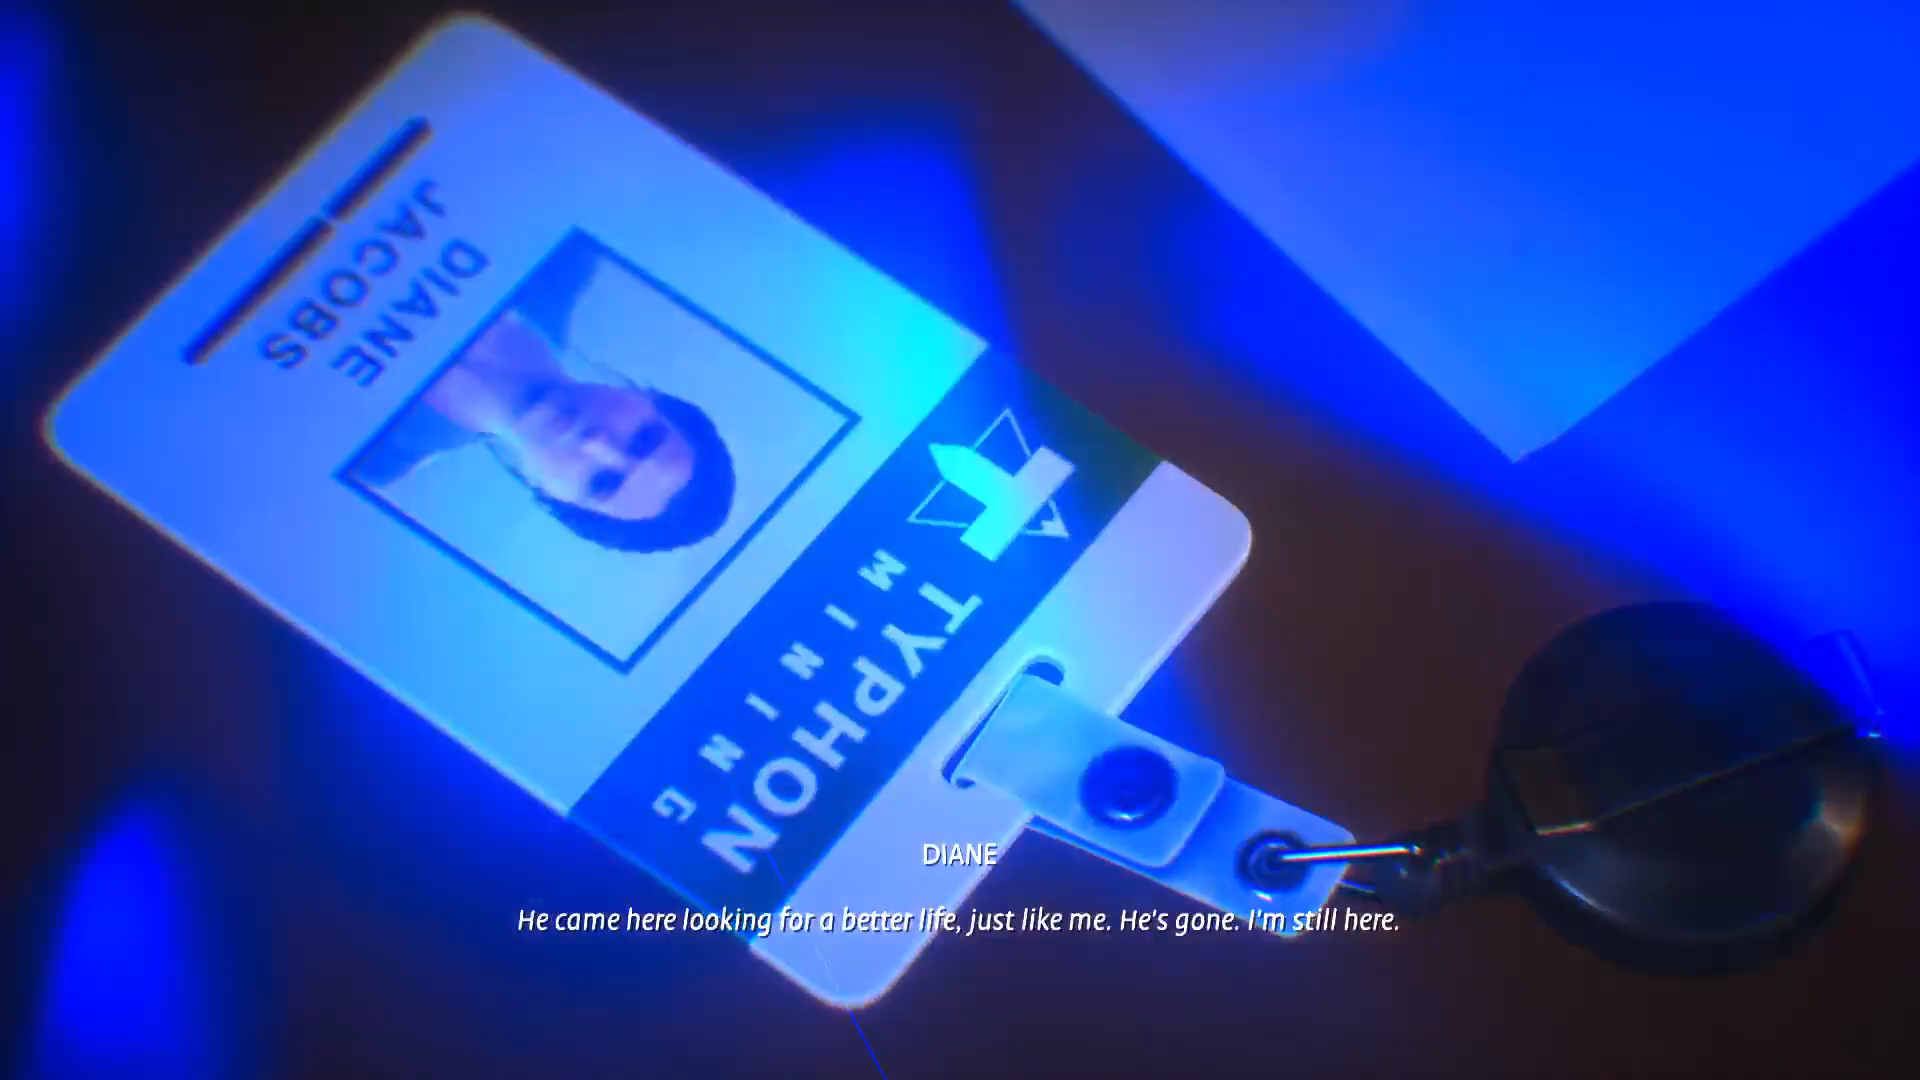 TYPHON
MINING
DIANE
JACOBS
DIANE
He came here looking for a better life, just like me. He's gone. I'm still here.